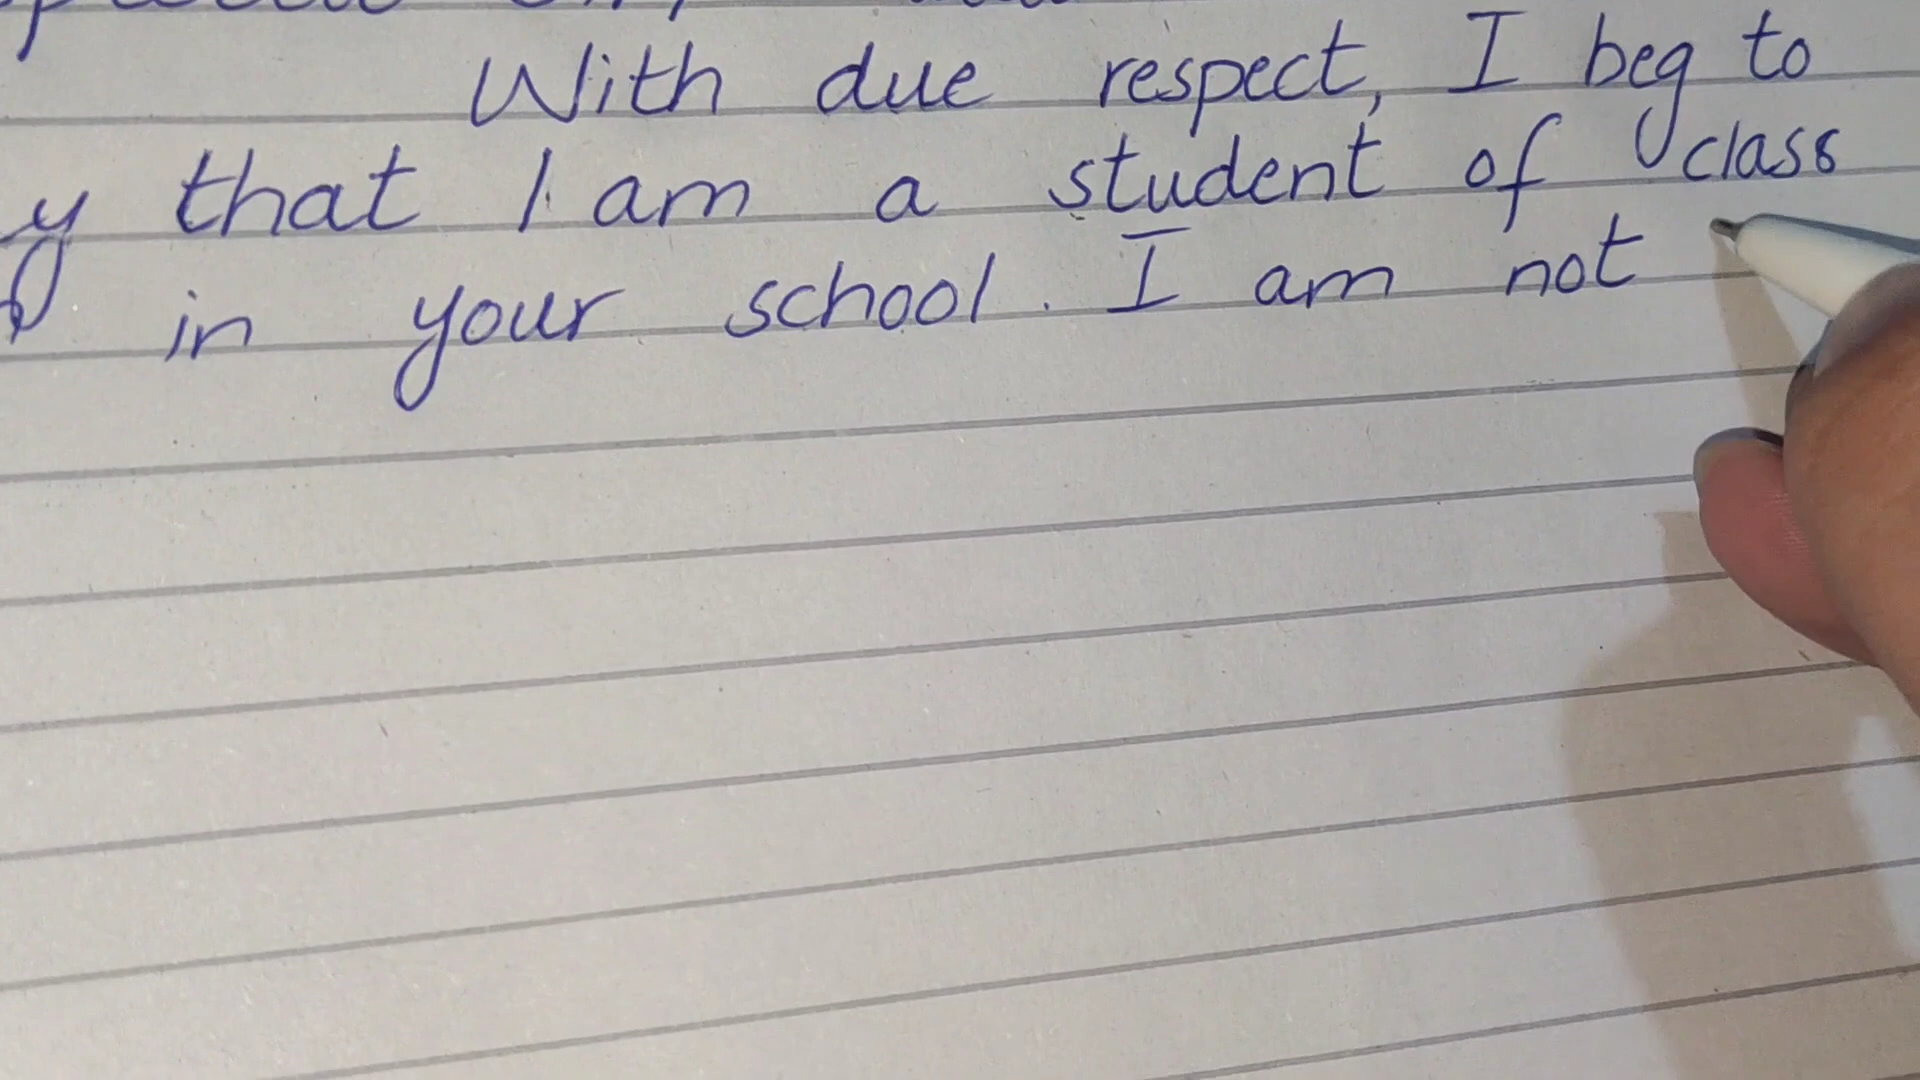 With due respect, I beg to
that I am a student of class
in your school. I am not